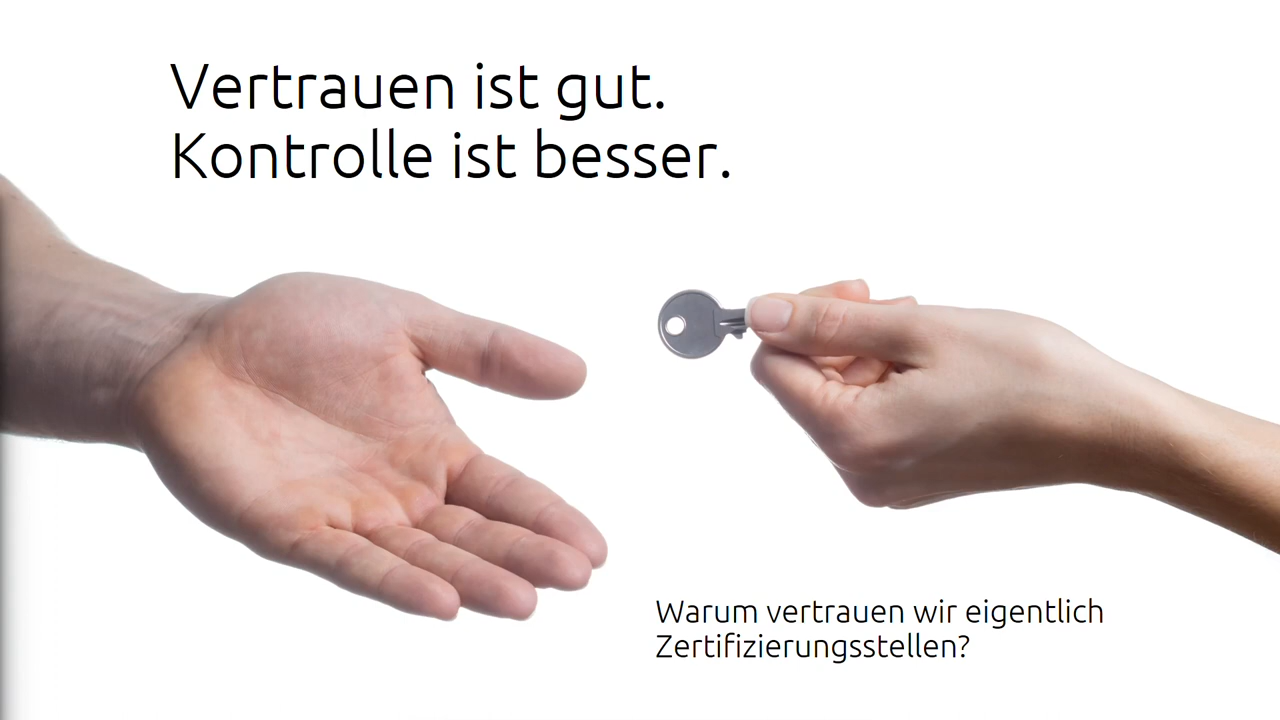 Vertrauen ist gut.
Kontrolle ist besser.
Warum vertrauen wir eigentlich
Zertifizierungsstellen?